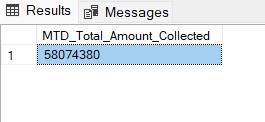 Results Messages
MTD_Total_Amount_Collected
1 58074380